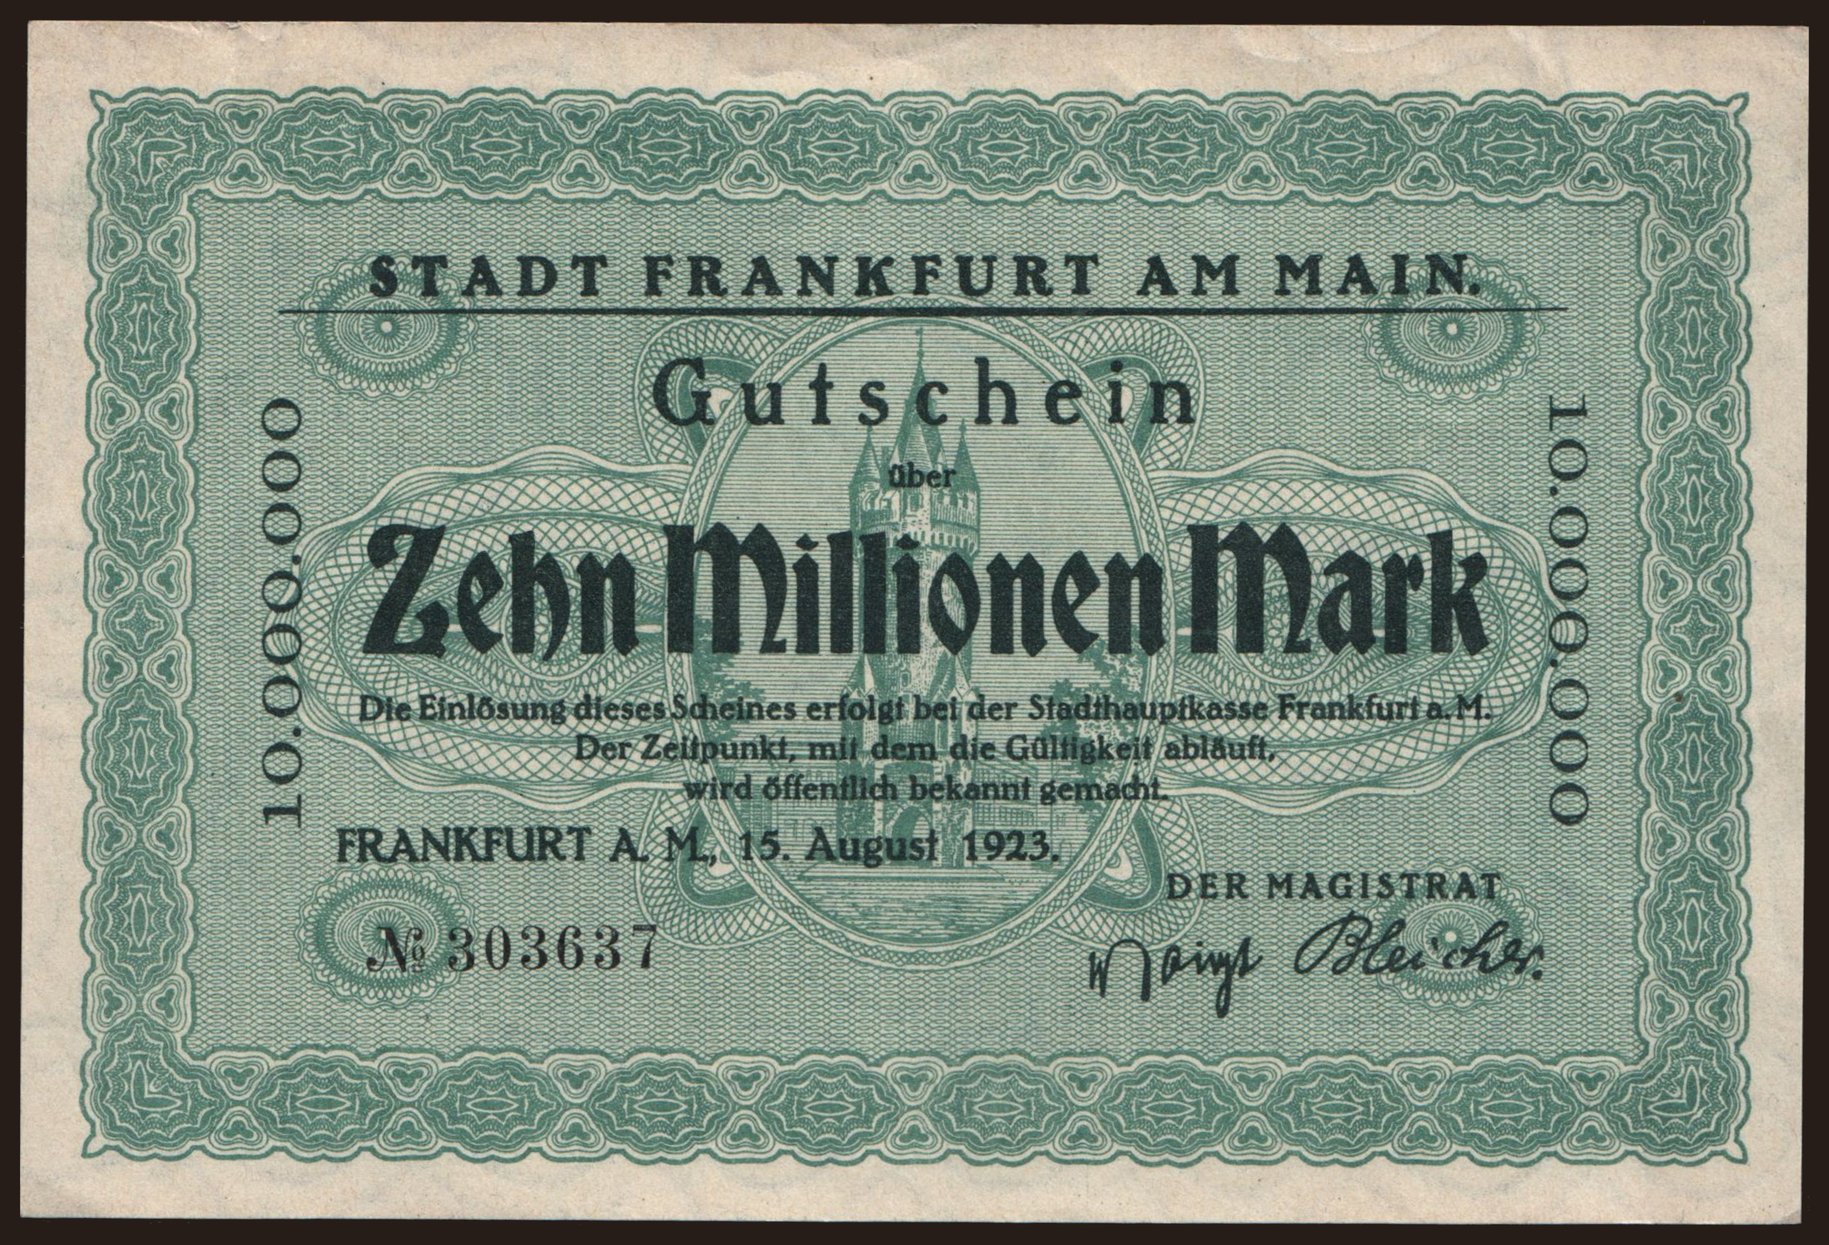 STADT FRANKFURT AM MAIN.
Gutschein
über
Zehn Millionen Mark
10.000.000
10.000.000
Die Einlösung dieses Scheines erfolgt bei der Stadthauptkasse Frankfurt a. M.
Der Zeitpunkt, mit dem die Gültigkeit abläuft,
wird öffentlich bekannt gemacht.
FRANKFURT A. M., 15. August 1923.
DER MAGISTRAT
№ 303637
Voigt Bleicher.